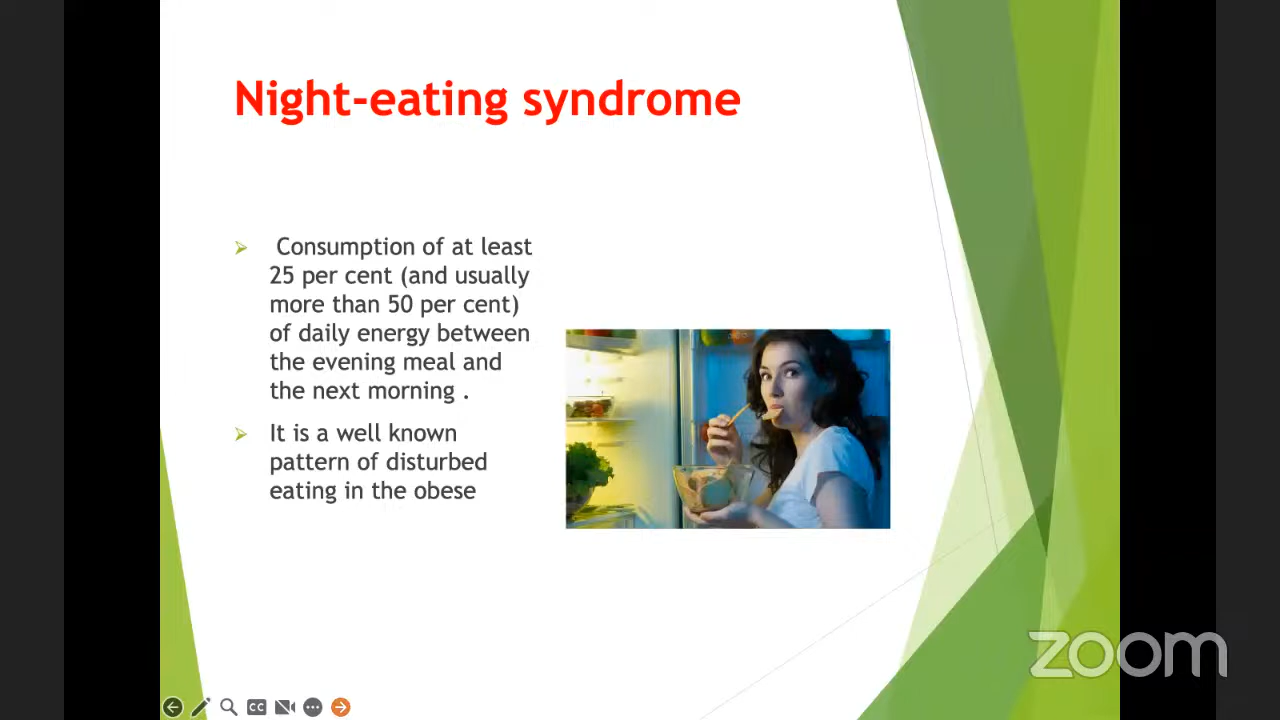 Night-eating syndrome
Consumption of at least
25 per cent (and usually
more than 50 per cent)
of daily energy between
the evening meal and
the next morning .
It is a well known
pattern of disturbed
eating in the obese
CC
zoom